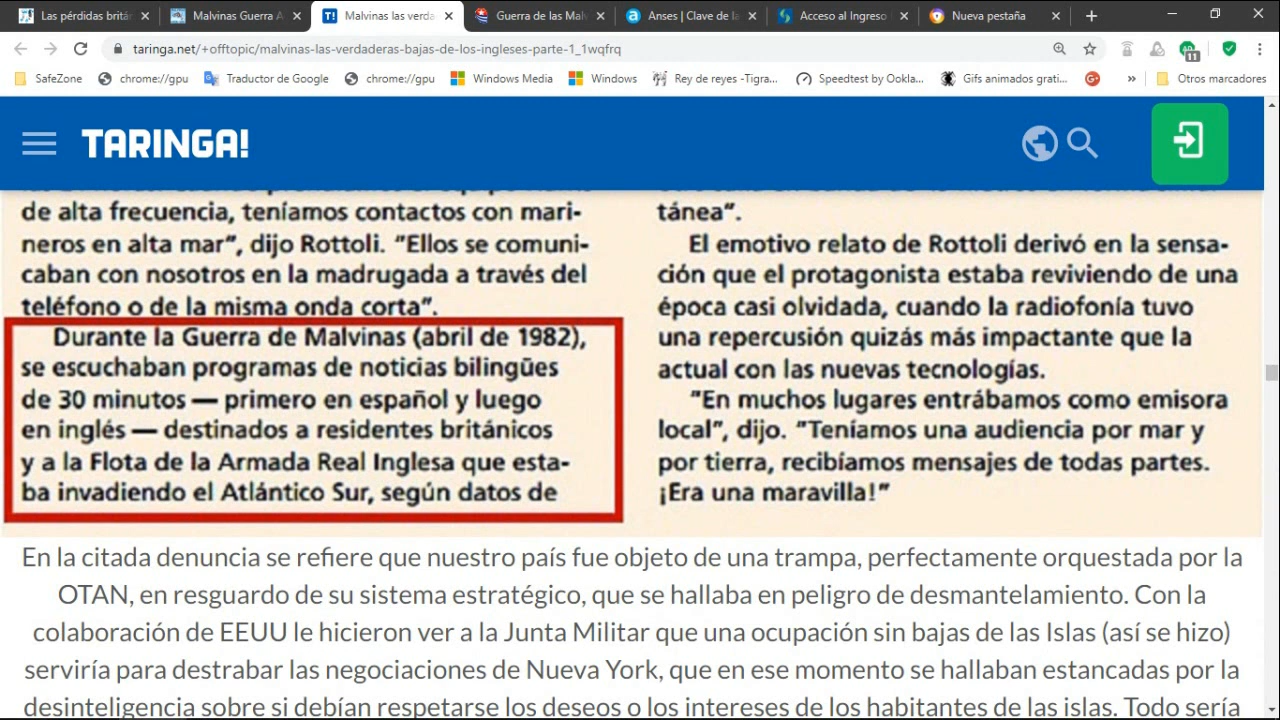 Las pérdidas britá
Malvinas Guerra A
Malvinas las verda
Guerra de las Mal
Anses | Clave de la
Acceso al Ingreso
Nueva pestaña
taringa.net/+offtopic/malvinas-las-verdaderas-bajas-de-los-ingleses-parte-1_1wqfrq
11
SafeZone
chrome://gpu
Traductor de Google
chrome://gpu
Windows Media
Windows
Rey de reyes -Tigra...
Speedtest by Ookla...
Gifs animados grati...
G+
»
Otros marcadores
TARINGA!
de alta frecuencia, teníamos contactos con mari-
neros en alta mar”, dijo Rottoli. “Ellos se comuni-
caban con nosotros en la madrugada a través del
teléfono o de la misma onda corta”.
Durante la Guerra de Malvinas (abril de 1982),
se escuchaban programas de noticias bilingües
de 30 minutos — primero en español y luego
en inglés — destinados a residentes británicos
y a la Flota de la Armada Real Inglesa que esta-
ba invadiendo el Atlántico Sur, según datos de
tánea”.
El emotivo relato de Rottoli derivó en la sensa-
ción que el protagonista estaba reviviendo de una
época casi olvidada, cuando la radiofonía tuvo
una repercusión quizás más impactante que la
actual con las nuevas tecnologías.
“En muchos lugares entrábamos como emisora
local”, dijo. “Teníamos una audiencia por mar y
por tierra, recibíamos mensajes de todas partes.
¡Era una maravilla!”
En la citada denuncia se refiere que nuestro país fue objeto de una trampa, perfectamente orquestada por la
OTAN, en resguardo de su sistema estratégico, que se hallaba en peligro de desmantelamiento. Con la
colaboración de EEUU le hicieron ver a la Junta Militar que una ocupación sin bajas de las Islas (así se hizo)
serviría para destrabar las negociaciones de Nueva York, que en ese momento se hallaban estancadas por la
desinteligencia sobre si debían respetarse los deseos o los intereses de los habitantes de las islas. Todo sería